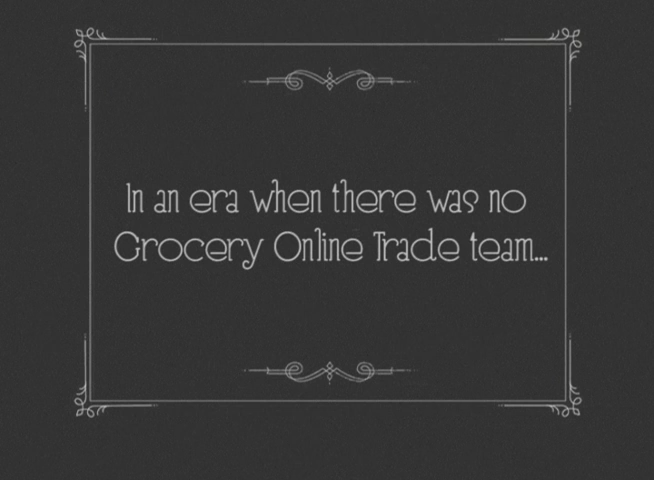 In an era when there was no
Grocery Online Trade team...